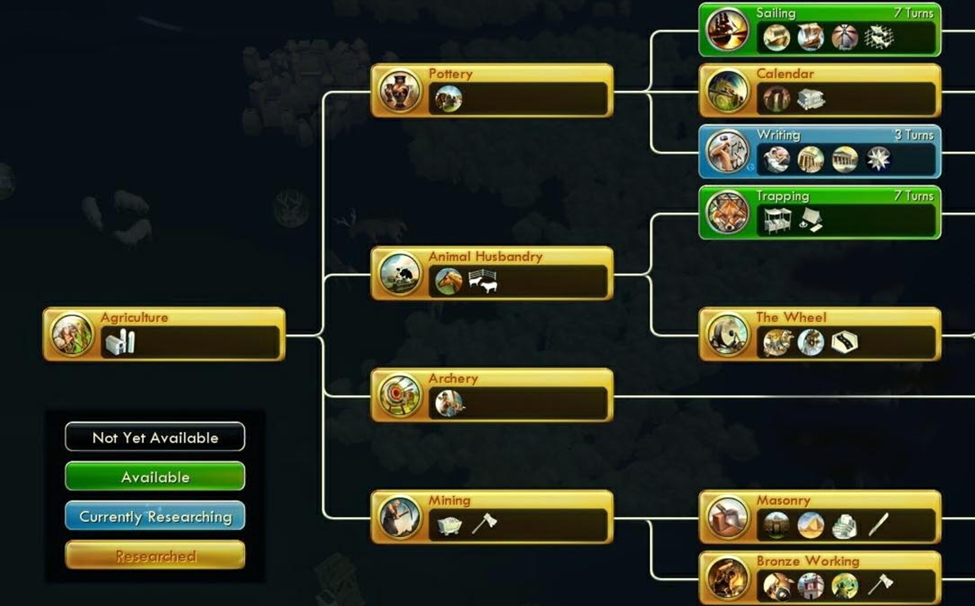 Sailing 7 Turns
Pottery
Calendar
Writing 3 Turns
Trapping 7 Turns
Animal Husbandry
Agriculture
The Wheel
Archery
Not Yet Available
Available
Currently Researching
Researched
Mining
Masonry
Bronze Working